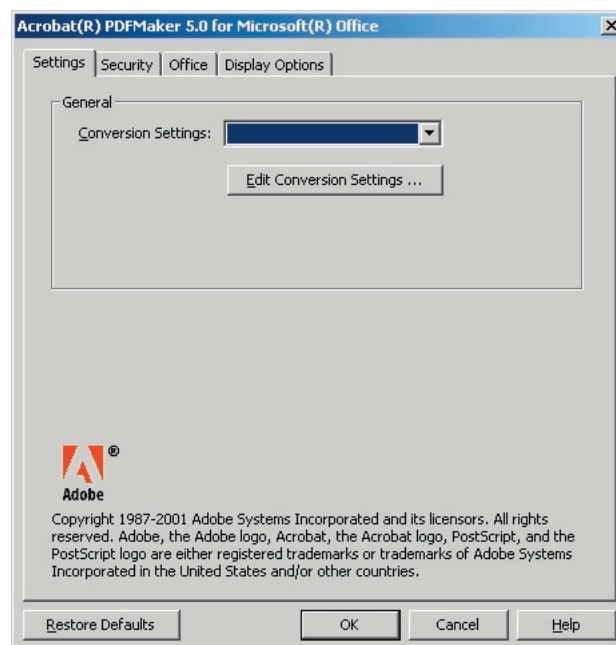 Acrobat(R) PDFMaker 5.0 for Microsoft(R) Office
Settings Security Office Display Options
General
Conversion Settings:
Edit Conversion Settings ...
®
Adobe
Copyright 1987-2001 Adobe Systems Incorporated and its licensors. All rights
reserved. Adobe, the Adobe logo, Acrobat, the Acrobat logo, PostScript, and the
PostScript logo are either registered trademarks or trademarks of Adobe Systems
Incorporated in the United States and/or other countries.
Restore Defaults OK Cancel Help